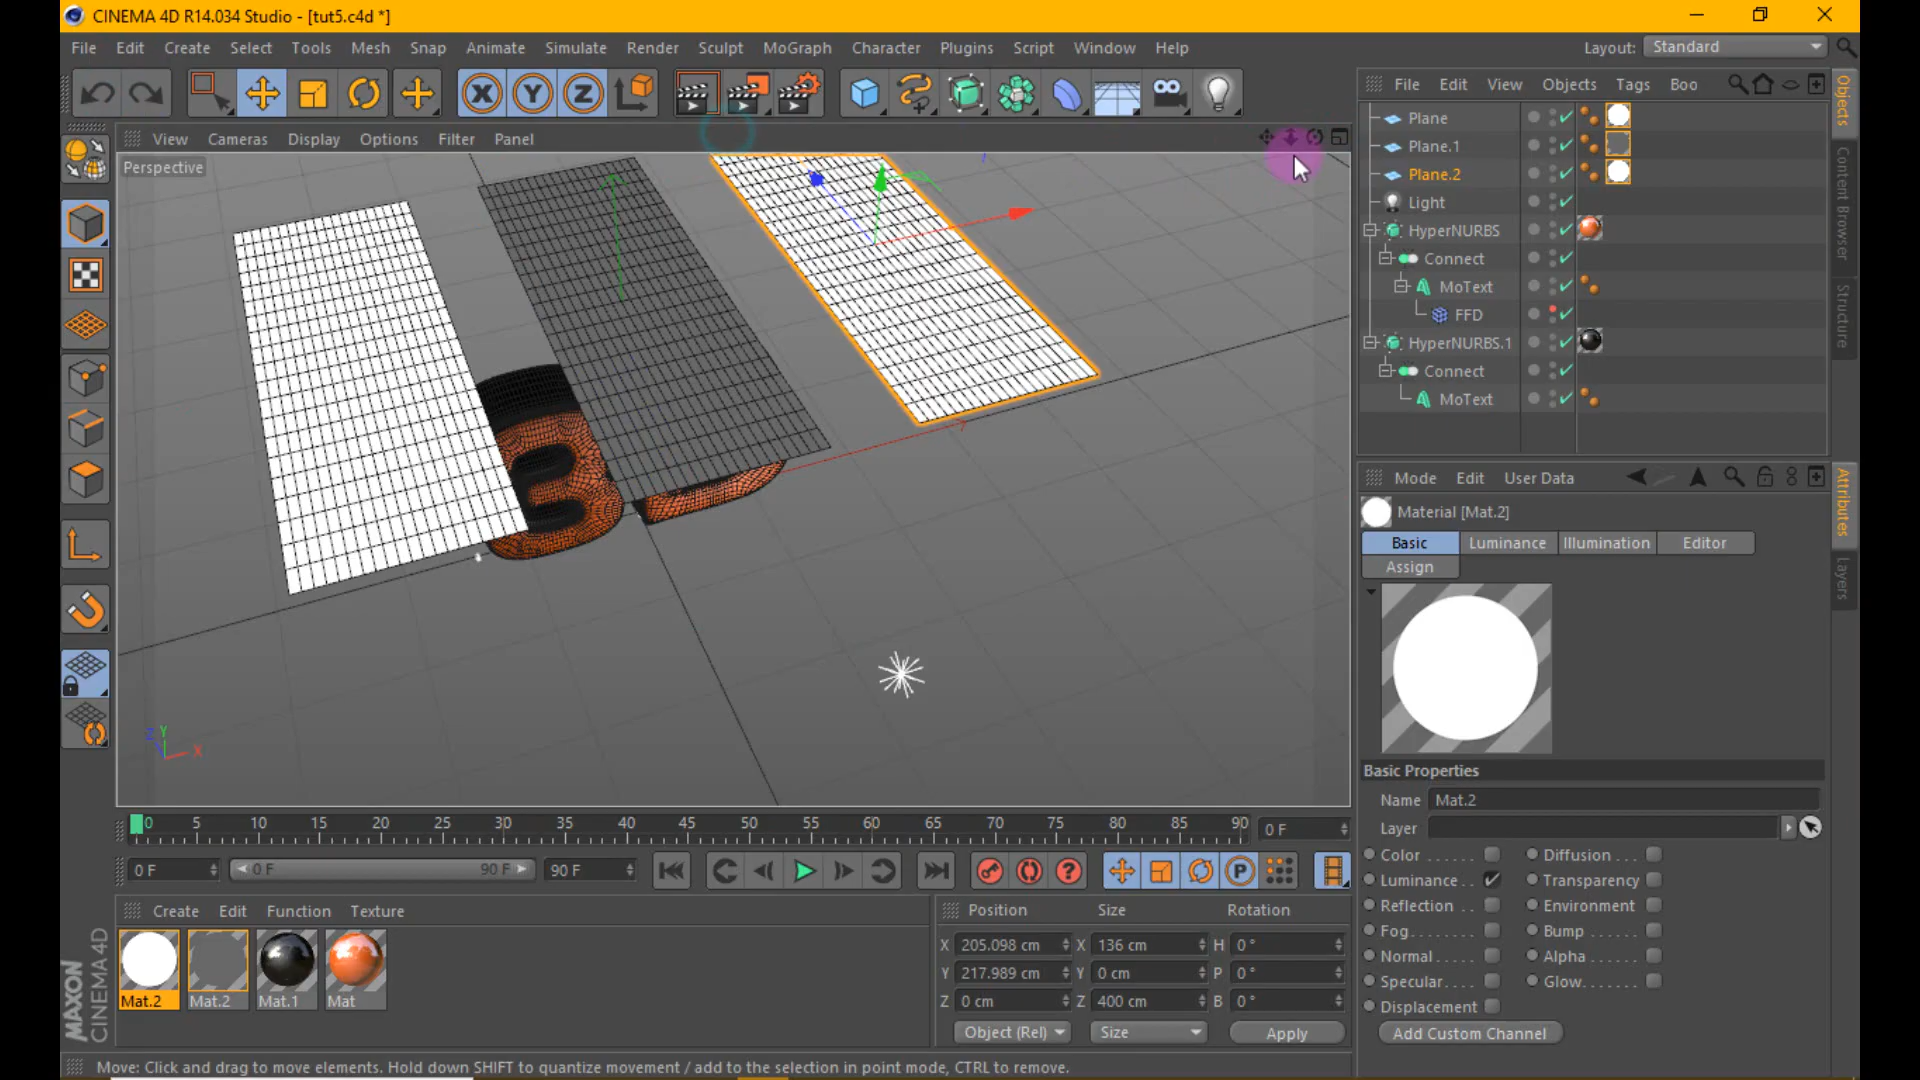 CINEMA 4D R14.034 Studio - [tut5.c4d *]
File Edit Create Select Tools Mesh Snap Animate Simulate Render Sculpt MoGraph Character Plugins Script Window Help Layout: Standard
File Edit View Objects Tags Boo
View Cameras Display Options Filter Panel
Perspective
Plane
Plane.1
Plane.2
Light
HyperNURBS
Connect
MoText
FFD
HyperNURBS.1
Connect
MoText
Objects
Content Browser
Structure
Mode Edit User Data
Material [Mat.2]
Basic Luminance Illumination Editor
Assign
Attributes
Layers
Basic Properties
Name Mat.2
Layer
Color Diffusion
Luminance Transparency
Reflection Environment
Fog Bump
Normal Alpha
Specular Glow
Displacement
Add Custom Channel
Z Y X
0 5 10 15 20 25 30 35 40 45 50 55 60 65 70 75 80 85 90 0 F
0 F 0 F 90 F 90 F
Create Edit Function Texture
Mat.2 Mat.2 Mat.1 Mat
Position Size Rotation
X 205.098 cm X 136 cm H 0 °
Y 217.989 cm Y 0 cm P 0 °
Z 0 cm Z 400 cm B 0 °
Object (Rel) Size Apply
MAXON
CINEMA 4D
Move: Click and drag to move elements. Hold down SHIFT to quantize movement / add to the selection in point mode, CTRL to remove.